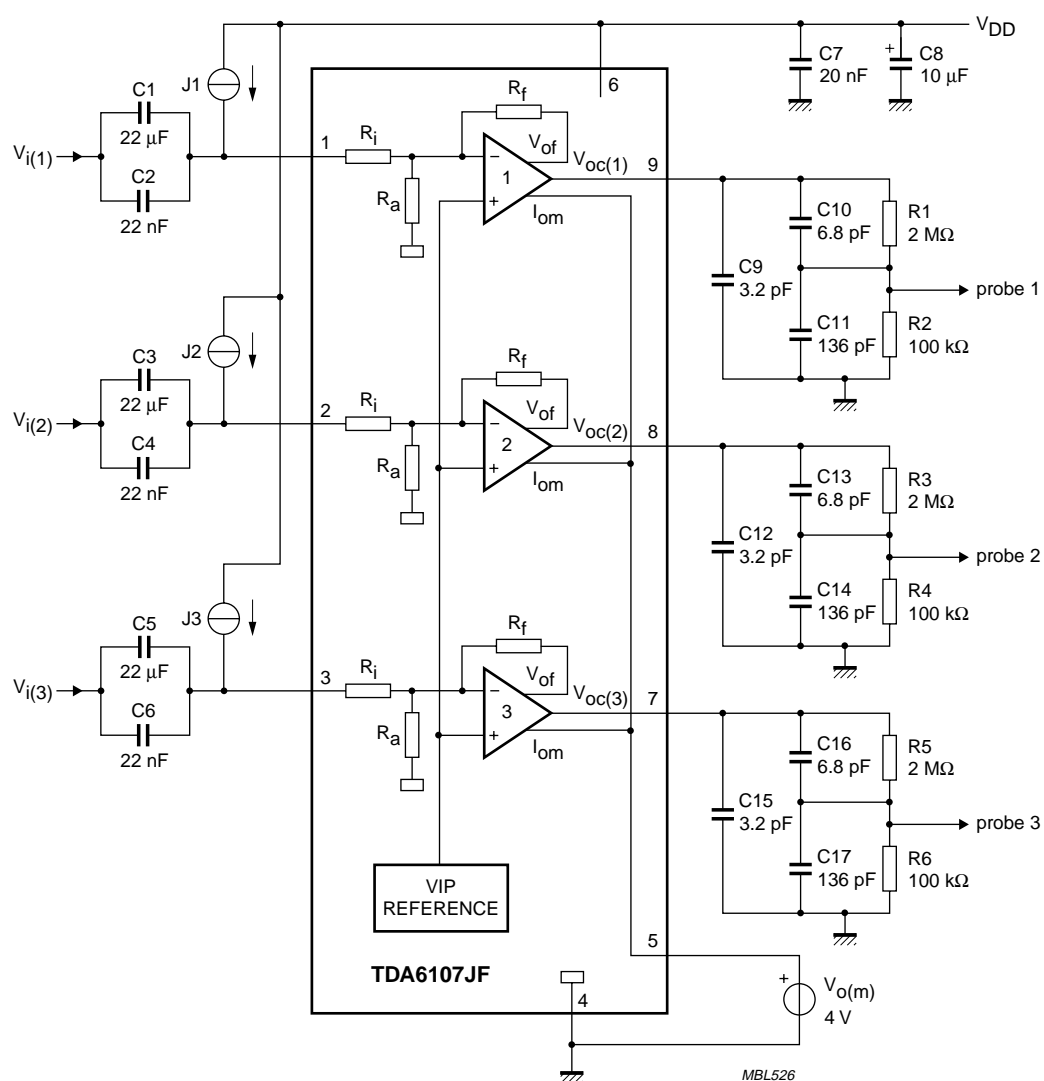 V_DD
C7
20 nF
+
C8
10 μF
J1
6
C1
22 μF
V_i(1)
C2
22 nF
1
R_i
R_a
R_f
V_of
−
+
1
V_oc(1)
I_om
9
C9
3.2 pF
C10
6.8 pF
R1
2 MΩ
probe 1
C11
136 pF
R2
100 kΩ
J2
C3
22 μF
V_i(2)
C4
22 nF
2
R_i
R_a
R_f
V_of
−
+
2
V_oc(2)
I_om
8
C12
3.2 pF
C13
6.8 pF
R3
2 MΩ
probe 2
C14
136 pF
R4
100 kΩ
J3
C5
22 μF
V_i(3)
C6
22 nF
3
R_i
R_a
R_f
V_of
−
+
3
V_oc(3)
I_om
7
C15
3.2 pF
C16
6.8 pF
R5
2 MΩ
probe 3
C17
136 pF
R6
100 kΩ
VIP
REFERENCE
TDA6107JF
5
4
+
V_o(m)
4 V
MBL526